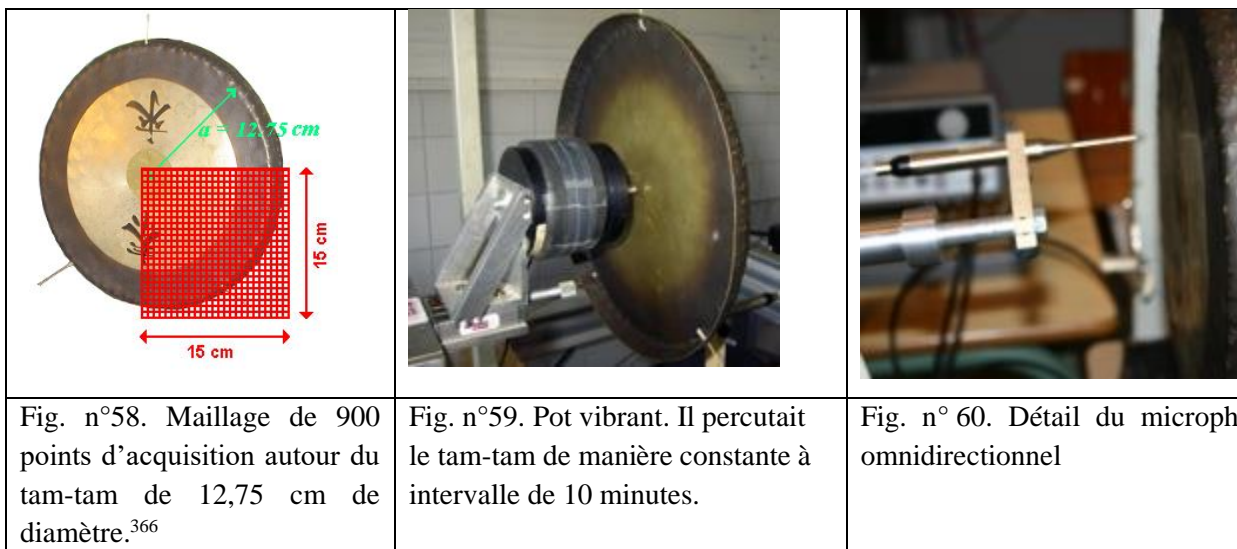 a = 12,75 cm
15 cm
15 cm
Fig. n°58. Maillage de 900
points d’acquisition autour du
tam-tam de 12,75 cm de
diamètre.366
Fig. n°59. Pot vibrant. Il percutait
le tam-tam de manière constante à
intervalle de 10 minutes.
Fig. n° 60. Détail du microph
omnidirectionnel